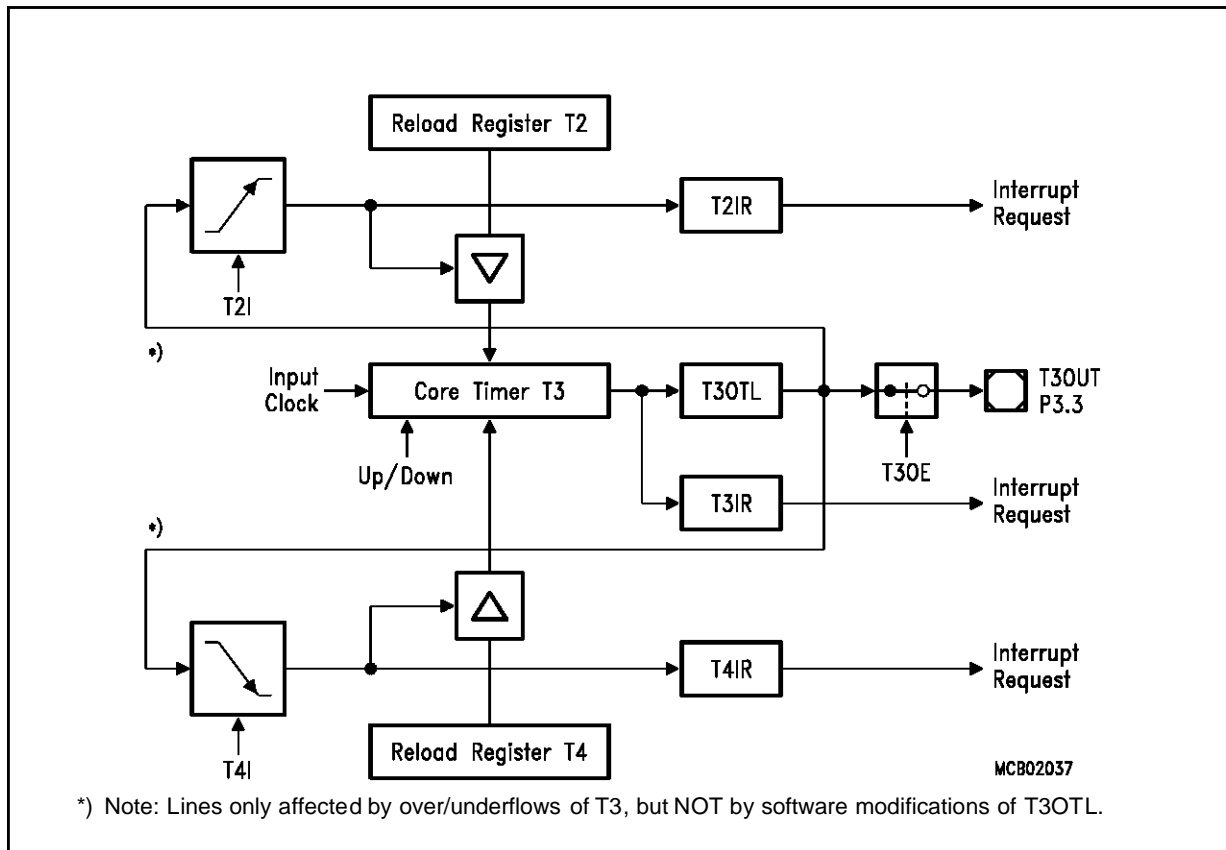 Reload Register T2
T2IR
Interrupt
Request
T2I
*)
Input
Clock
Core Timer T3
T3OTL
T3OUT
P3.3
Up/Down
T3OE
*)
T3IR
Interrupt
Request
T4IR
Interrupt
Request
T4I
Reload Register T4
MCB02037
*) Note: Lines only affected by over/underflows of T3, but NOT by software modifications of T3OTL.